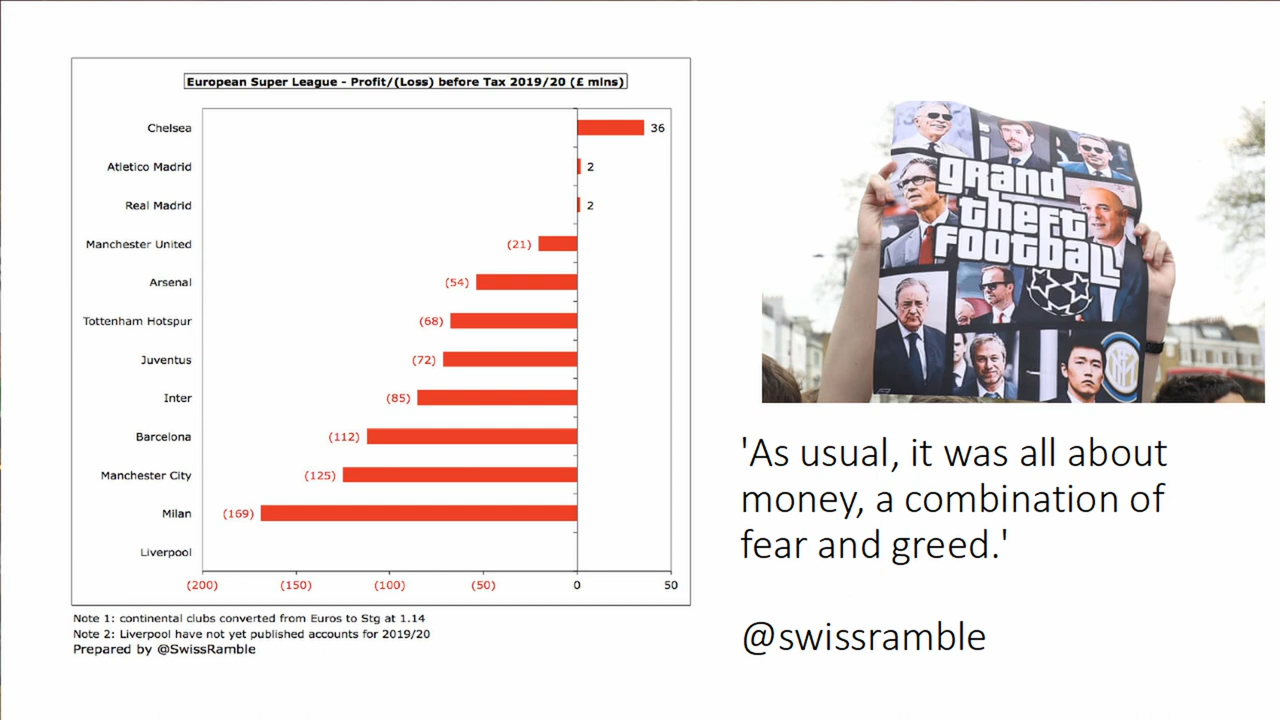 European Super League - Profit/(Loss) before Tax 2019/20 (£ mlns)
Chelsea 36
Atletico Madrid 2
Real Madrid 2
Manchester United (21)
Arsenal (54)
Tottenham Hotspur (68)
Juventus (72)
Inter (85)
Barcelona (112)
Manchester City (125)
Milan (169)
Liverpool
(200) (150) (100) (50) 0 50
Note 1: continental clubs converted from Euros to Stg at 1.14
Note 2: Liverpool have not yet published accounts for 2019/20
Prepared by @SwissRamble
grand
theft
football
'As usual, it was all about
money, a combination of
fear and greed.'
@swissramble